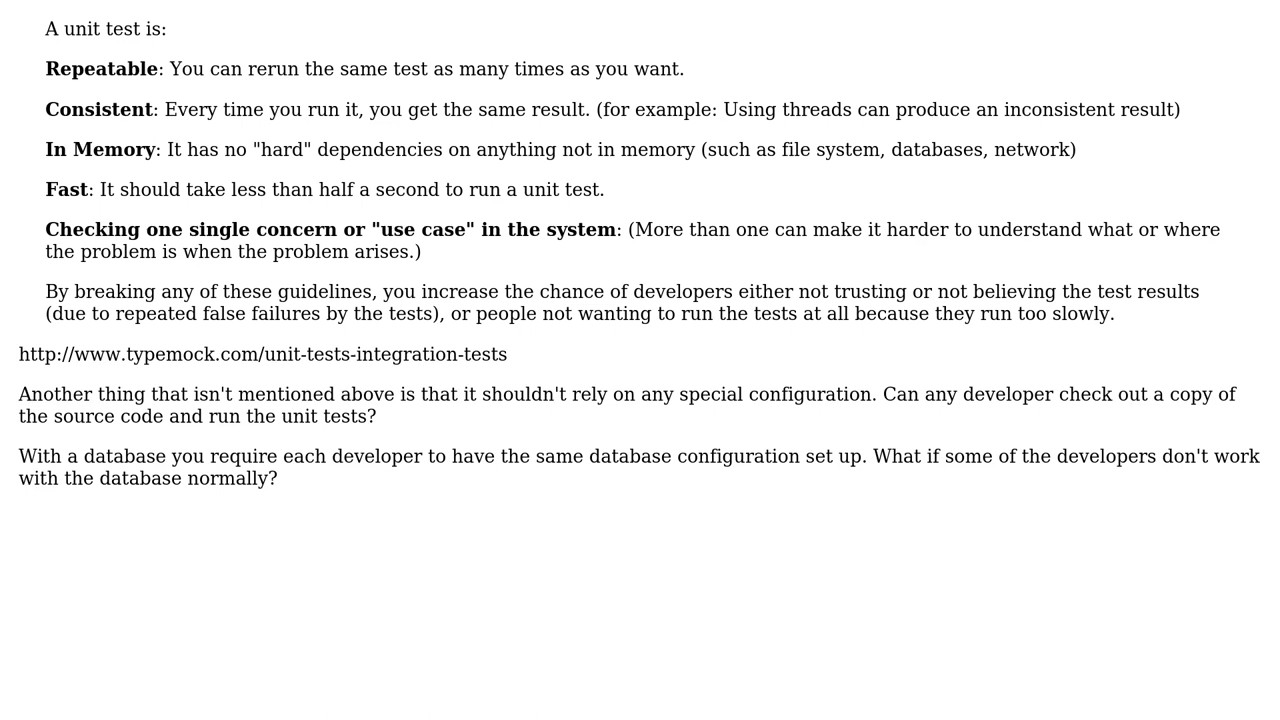 A unit test is:
Repeatable: You can rerun the same test as many times as you want.
Consistent: Every time you run it, you get the same result. (for example: Using threads can produce an inconsistent result)
In Memory: It has no "hard" dependencies on anything not in memory (such as file system, databases, network)
Fast: It should take less than half a second to run a unit test.
Checking one single concern or "use case" in the system: (More than one can make it harder to understand what or where
the problem is when the problem arises.)
By breaking any of these guidelines, you increase the chance of developers either not trusting or not believing the test results
(due to repeated false failures by the tests), or people not wanting to run the tests at all because they run too slowly.
http://www.typemock.com/unit-tests-integration-tests
Another thing that isn't mentioned above is that it shouldn't rely on any special configuration. Can any developer check out a copy of
the source code and run the unit tests?
With a database you require each developer to have the same database configuration set up. What if some of the developers don't work
with the database normally?